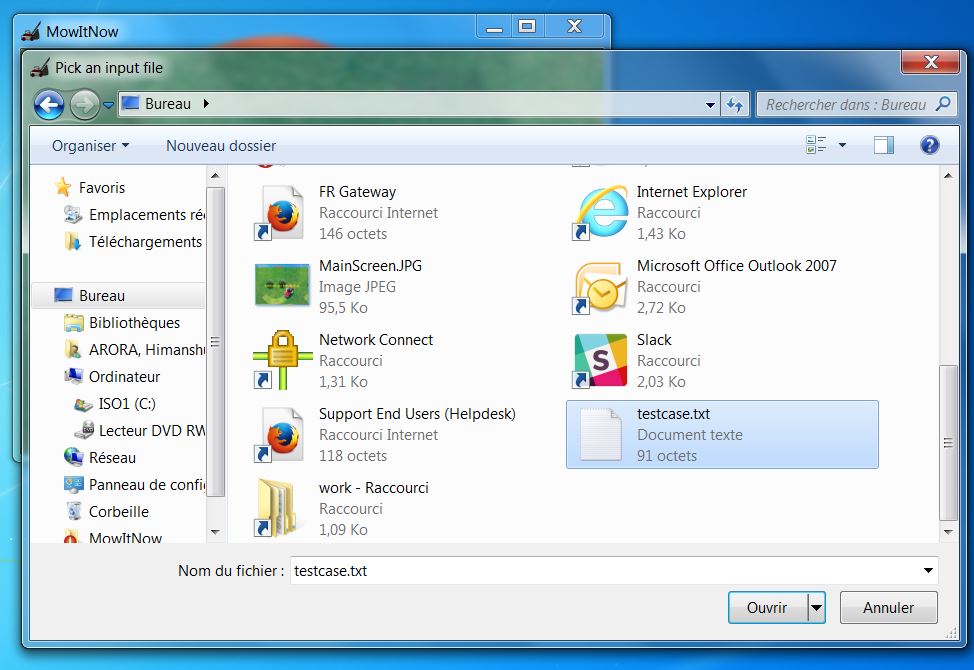 MowItNow
Pick an input file
Bureau
Rechercher dans : Bureau
Organiser
Nouveau dossier
Favoris
Emplacements ré
Téléchargements
Bureau
Bibliothèques
ARORA, Himansh
Ordinateur
ISO1 (C:)
Lecteur DVD RW
Réseau
Panneau de confi
Corbeille
MowItNow
FR Gateway
Raccourci Internet
146 octets
Internet Explorer
Raccourci
1,43 Ko
MainScreen.JPG
Image JPEG
95,5 Ko
Microsoft Office Outlook 2007
Raccourci
2,72 Ko
Network Connect
Raccourci
1,31 Ko
Slack
Raccourci
2,03 Ko
Support End Users (Helpdesk)
Raccourci Internet
118 octets
testcase.txt
Document texte
91 octets
work - Raccourci
Raccourci
1,09 Ko
Nom du fichier : testcase.txt
Ouvrir
Annuler